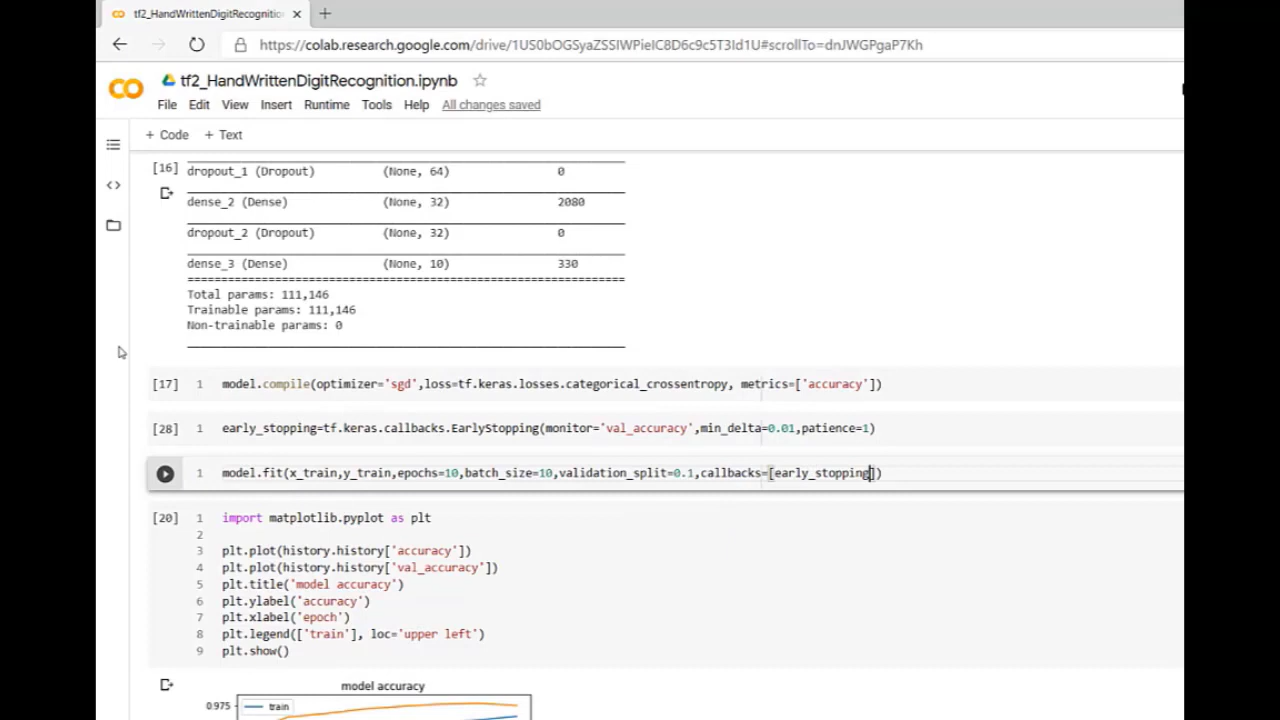 tf2_HandWrittenDigitRecognitio
https://colab.research.google.com/drive/1US0bOGSyaZSSIWPieIC8D6c9c5T3Id1U#scrollTo=dnJWGPgaP7Kh
tf2_HandWrittenDigitRecognition.ipynb
File Edit View Insert Runtime Tools Help All changes saved
+ Code + Text
[16]
dropout_1 (Dropout) (None, 64) 0
dense_2 (Dense) (None, 32) 2080
dropout_2 (Dropout) (None, 32) 0
dense_3 (Dense) (None, 10) 330
=================================================================
Total params: 111,146
Trainable params: 111,146
Non-trainable params: 0
[17] 1 model.compile(optimizer='sgd',loss=tf.keras.losses.categorical_crossentropy, metrics=['accuracy'])
[28] 1 early_stopping=tf.keras.callbacks.EarlyStopping(monitor='val_accuracy',min_delta=0.01,patience=1)
1 model.fit(x_train,y_train,epochs=10,batch_size=10,validation_split=0.1,callbacks=[early_stopping])
[20] 1 import matplotlib.pyplot as plt
2
3 plt.plot(history.history['accuracy'])
4 plt.plot(history.history['val_accuracy'])
5 plt.title('model accuracy')
6 plt.ylabel('accuracy')
7 plt.xlabel('epoch')
8 plt.legend(['train'], loc='upper left')
9 plt.show()
model accuracy
0.975
train